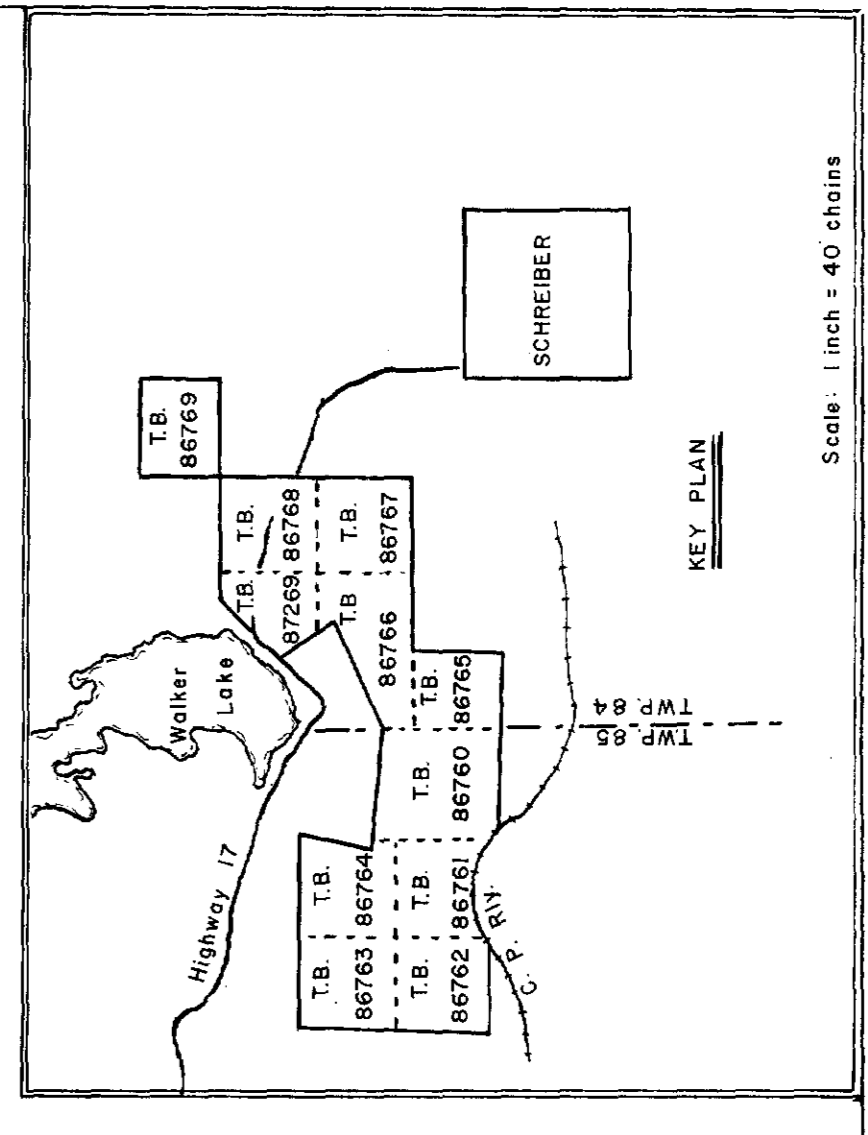 T.B.
86769
Walker
Lake
T.B.
87269
T.B.
86768
T.B
86766
T.B.
86767
Highway 17
T.B.
86763
T.B.
86764
T.B.
86762
T.B.
86761
T.B.
86760
T.B.
86765
SCHREIBER
C. P. Rly.
TWP. 85
TWP. 84
KEY PLAN
Scale: 1 inch = 40 chains